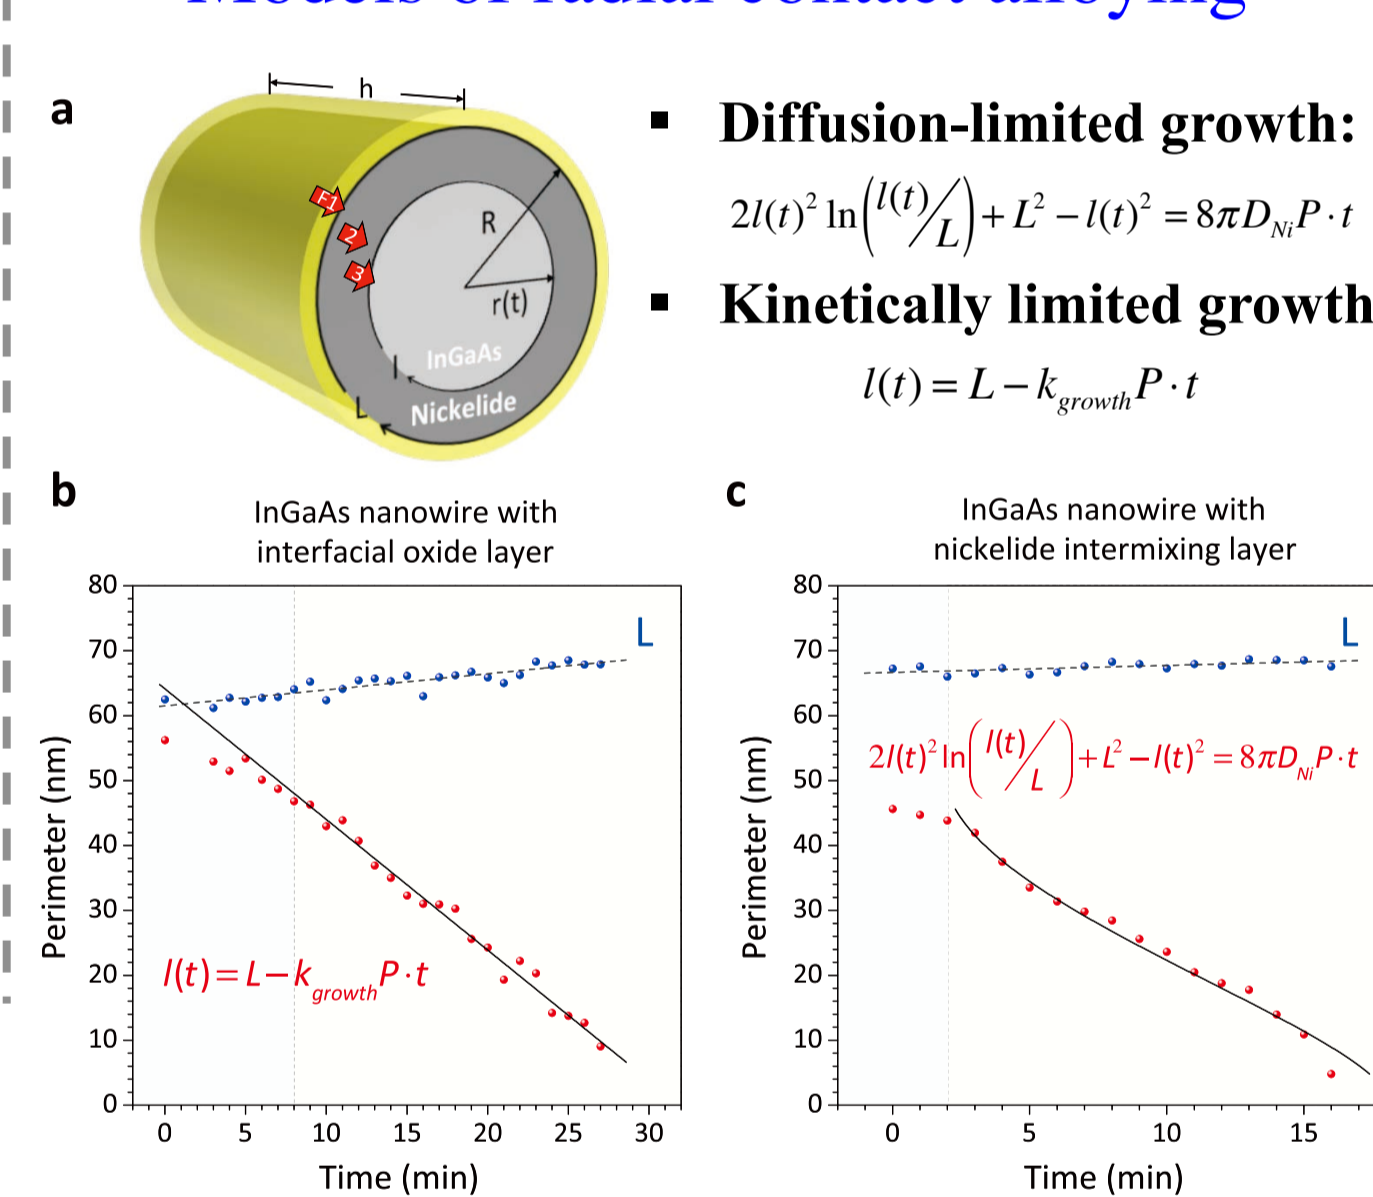 Models of radial contact alloying
a
h
F1
2
3
R
r(t)
InGaAs
l
L
Nickelide
▪ Diffusion-limited growth:
2l(t)² ln(l(t)/L) + L² − l(t)² = 8πD_Ni P · t
▪ Kinetically limited growth
l(t) = L − k_growth P · t
b
InGaAs nanowire with
interfacial oxide layer
80
70
60
50
40
30
20
10
0
Perimeter (nm)
L
l(t) = L − k_growth P · t
0 5 10 15 20 25 30
Time (min)
c
InGaAs nanowire with
nickelide intermixing layer
80
70
60
50
40
30
20
10
0
Perimeter (nm)
L
2l(t)² ln(l(t)/L) + L² − l(t)² = 8πD_Ni P · t
0 5 10 15
Time (min)